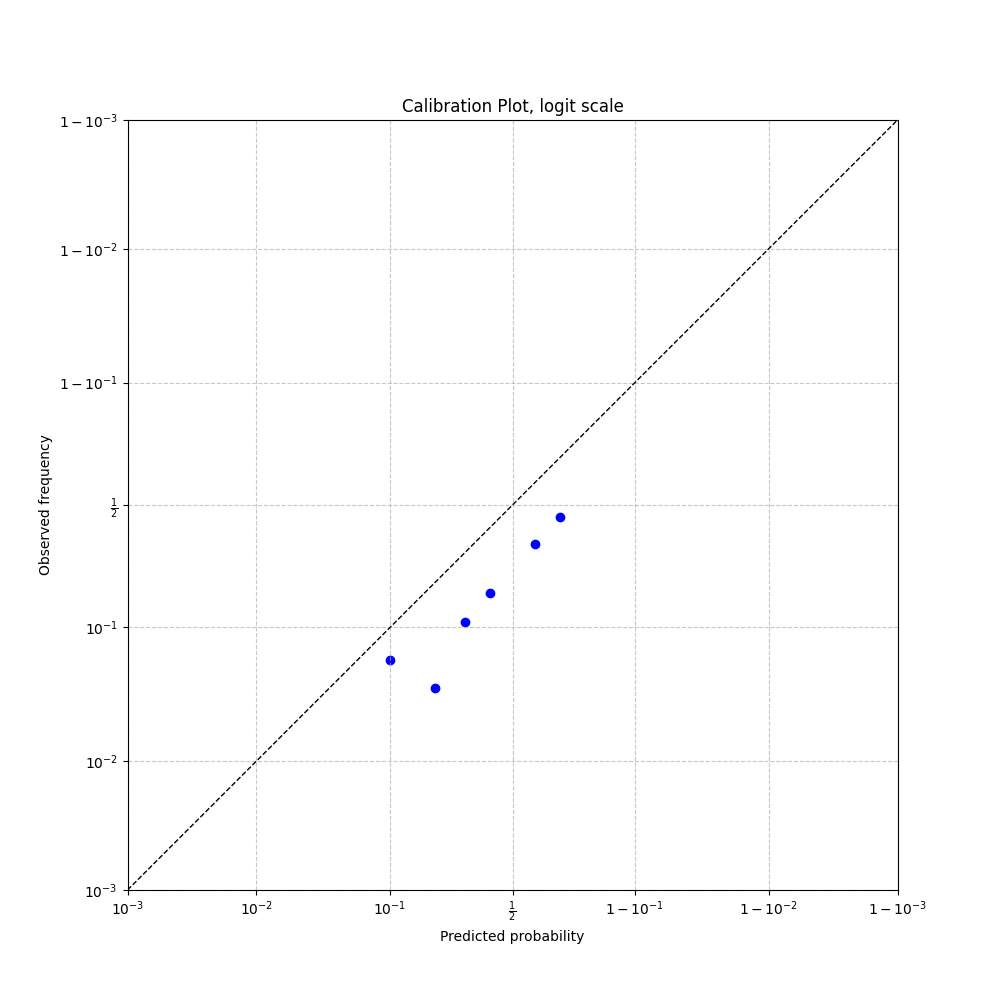 Calibration Plot, logit scale
1 − 10⁻³
1 − 10⁻²
1 − 10⁻¹
1/2
10⁻¹
10⁻²
10⁻³
Observed frequency
10⁻³ 10⁻² 10⁻¹ 1/2 1 − 10⁻¹ 1 − 10⁻² 1 − 10⁻³
Predicted probability